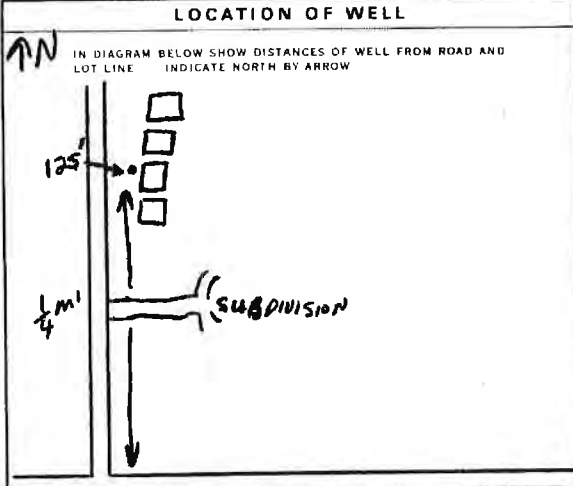 LOCATION OF WELL
N
IN DIAGRAM BELOW SHOW DISTANCES OF WELL FROM ROAD AND
LOT LINE INDICATE NORTH BY ARROW
125'
1/4 mi
SUBDIVISION